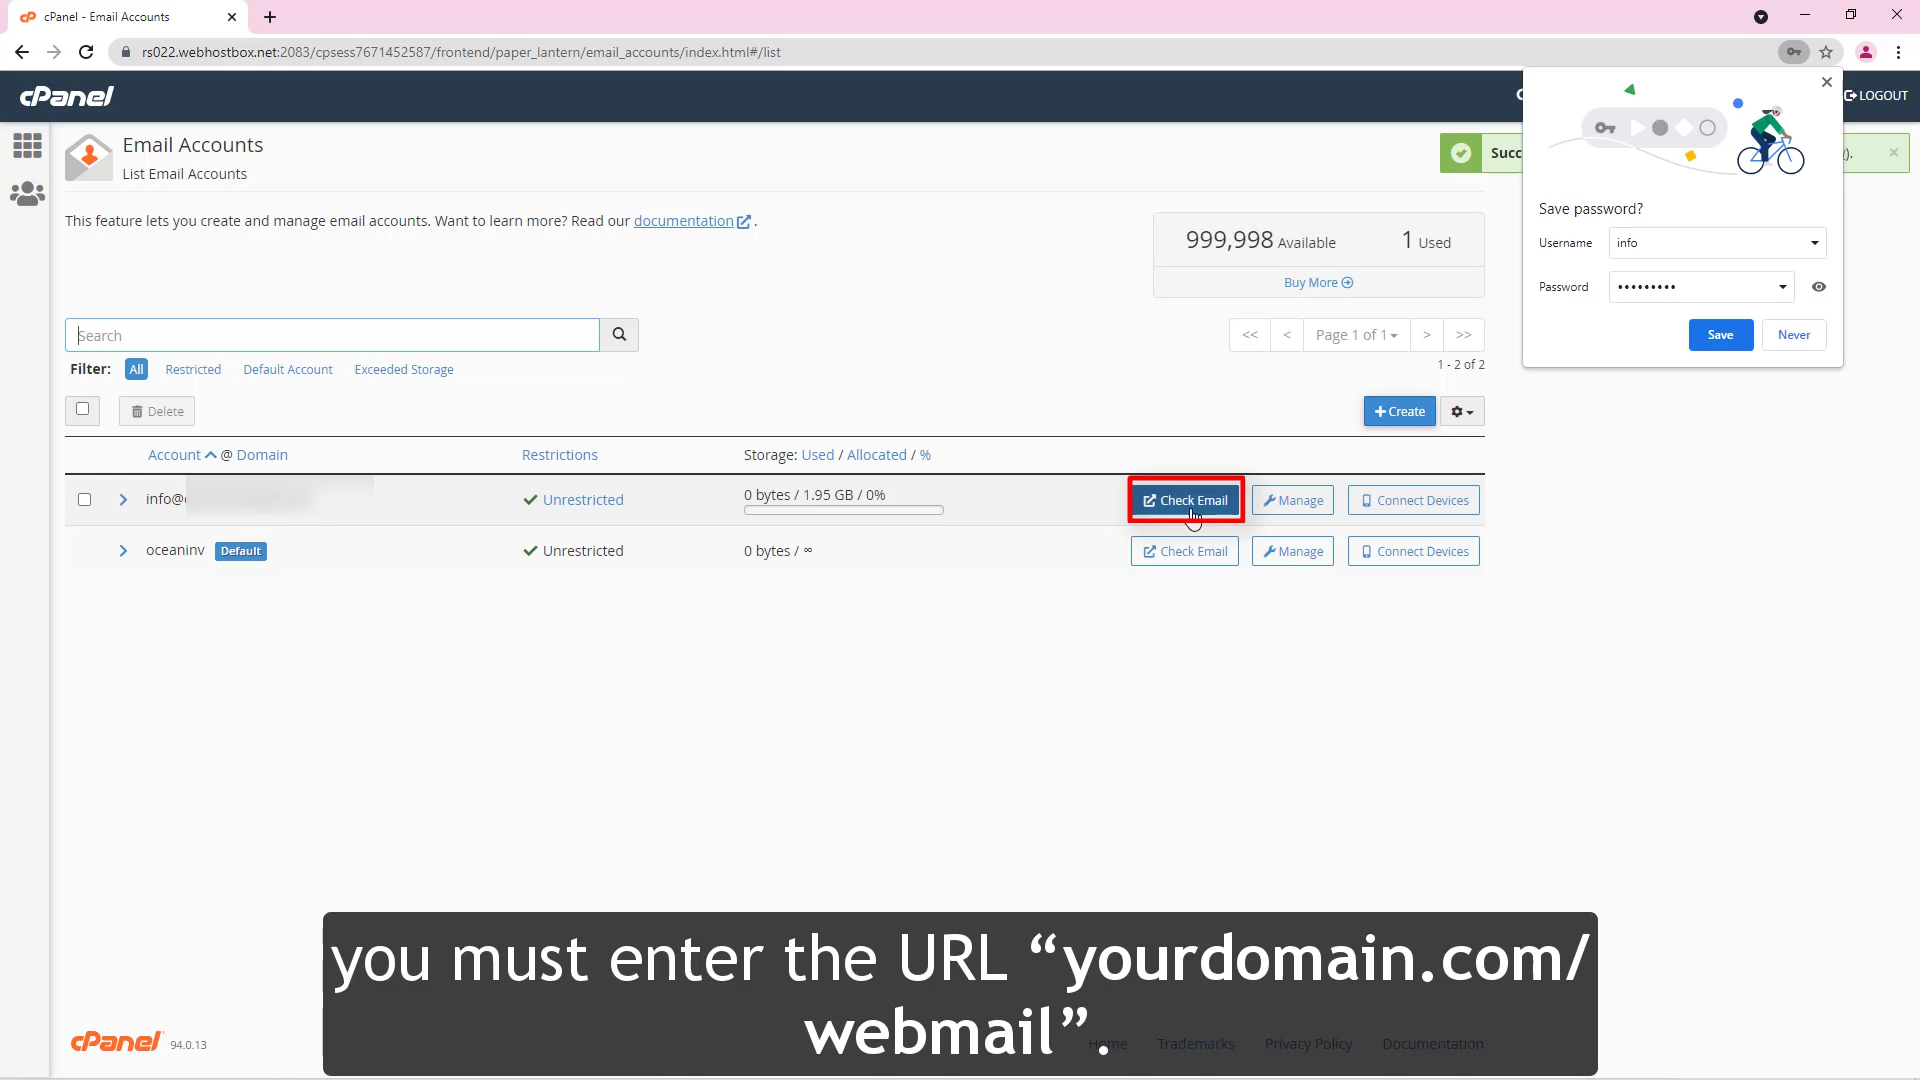 cPanel - Email Accounts
rs022.webhostbox.net:2083/cpsess7671452587/frontend/paper_lantern/email_accounts/index.html#/list
cPanel
LOGOUT
Email Accounts
List Email Accounts
Succ
).
This feature lets you create and manage email accounts. Want to learn more? Read our documentation .
999,998 Available 1 Used
Buy More
Save password?
Username info
Password •••••••••
Save Never
Search
<< < Page 1 of 1 > >>
1 - 2 of 2
Filter: All Restricted Default Account Exceeded Storage
Delete
Create
Account @ Domain Restrictions Storage: Used / Allocated / %
info@ Unrestricted 0 bytes / 1.95 GB / 0% Check Email Manage Connect Devices
oceaninv Default Unrestricted 0 bytes / ∞ Check Email Manage Connect Devices
you must enter the URL “yourdomain.com/
webmail”.
cPanel 94.0.13 Home Trademarks Privacy Policy Documentation